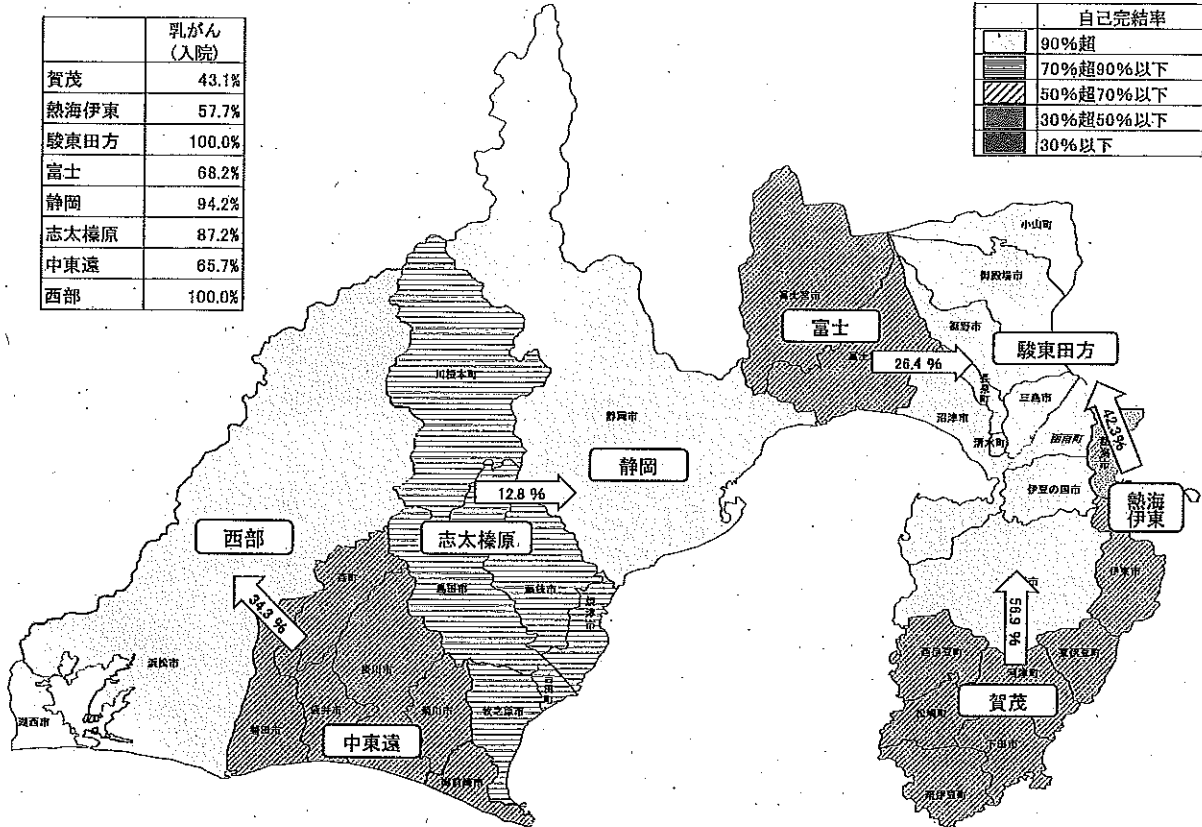 乳がん
(入院)
賀茂 43.1%
熱海伊東 57.7%
駿東田方 100.0%
富士 68.2%
静岡 94.2%
志太榛原 87.2%
中東遠 65.7%
西部 100.0%
自己完結率
90%超
70%超90%以下
50%超70%以下
30%超50%以下
30%以下
小山町
御殿場市
富士宮市
裾野市
富士
駿東田方
富士
26.4 %
長泉町
三島市
川根本町
沼津市
清水町
函南町
42.3 %
静岡市
静岡
熱海市
伊豆の国市
12.8 %
熱海
伊東
西部
志太榛原
市
伊東市
森町
島田市
藤枝市
焼津市
34.3 %
56.9 %
浜松市
掛川市
西伊豆町
河津町
東伊豆町
吉田町
湖西市
磐田市
袋井市
菊川市
牧之原市
松崎町
賀茂
中東遠
下田市
御前崎市
南伊豆町